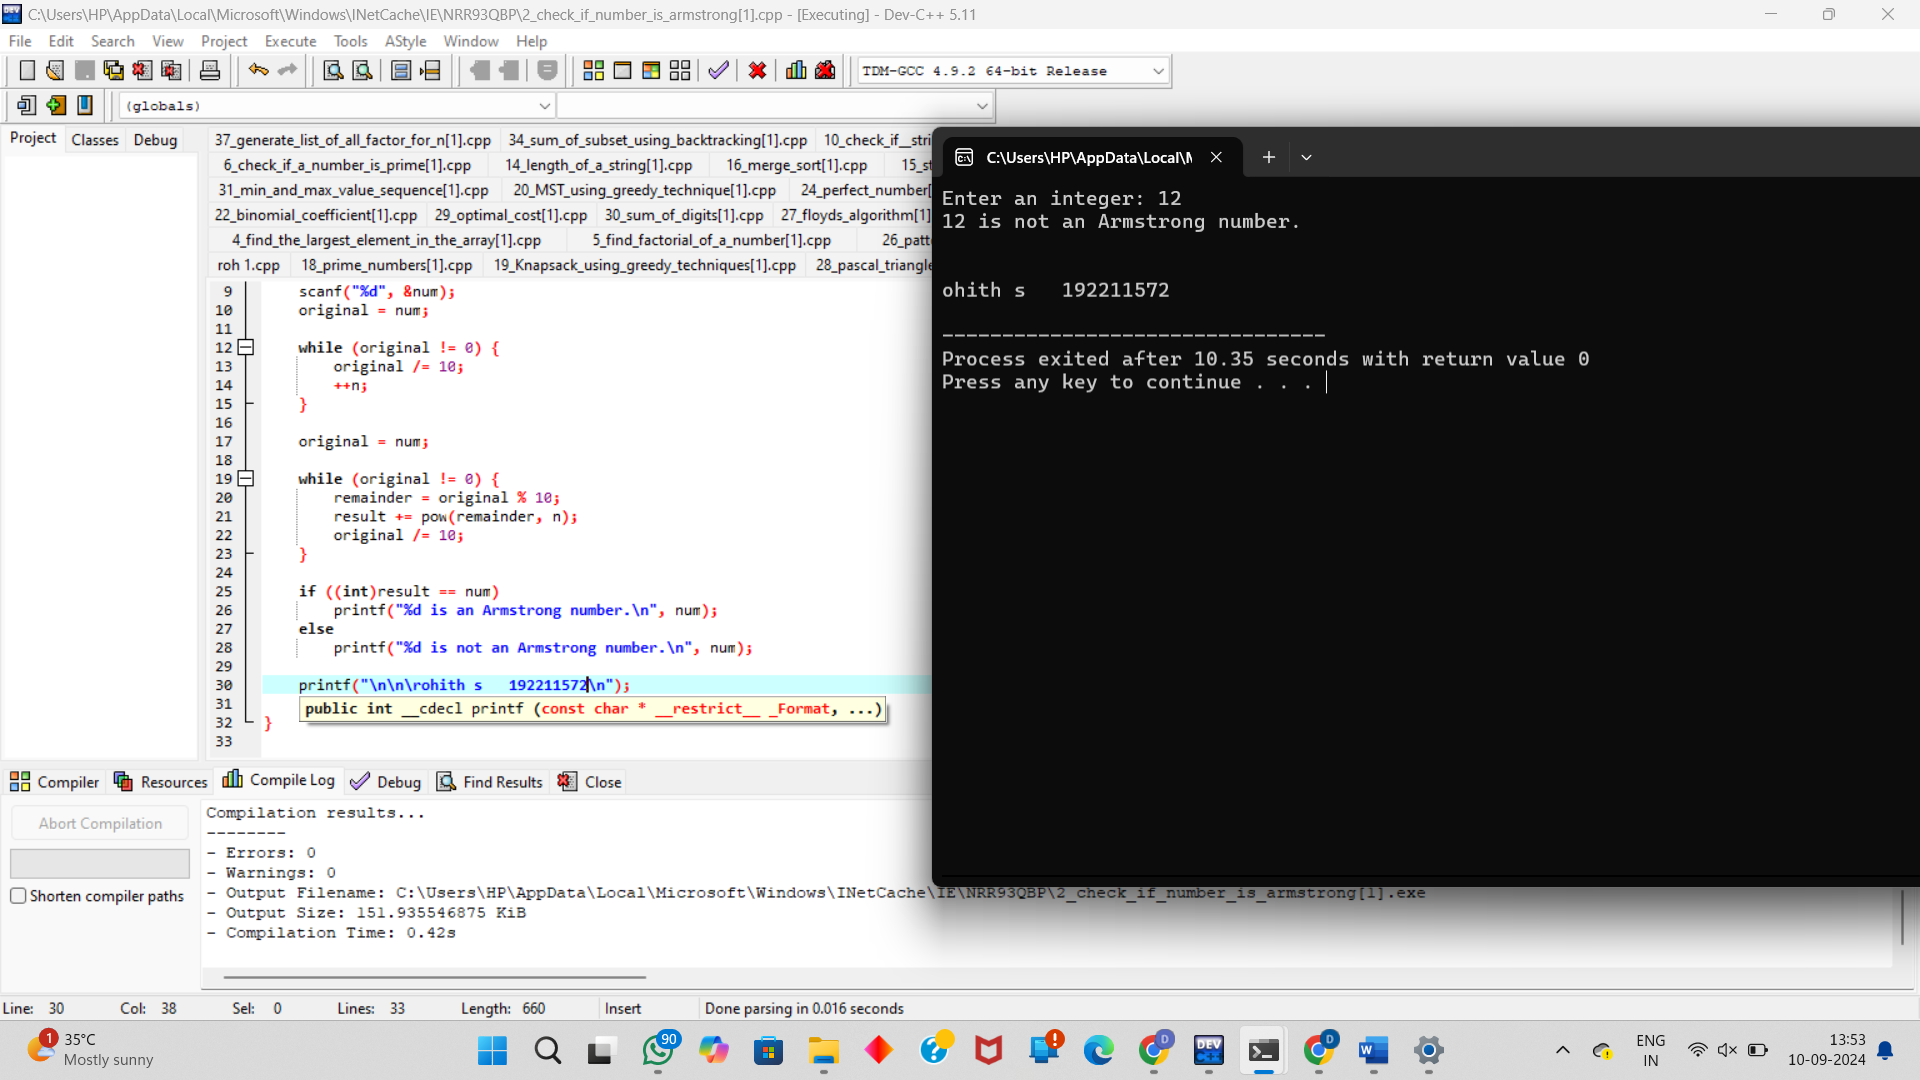 C:\Users\HP\AppData\Local\Microsoft\Windows\INetCache\IE\NRR93QBP\2_check_if_number_is_armstrong[1].cpp - [Executing] - Dev-C++ 5.11
File Edit Search View Project Execute Tools AStyle Window Help
TDM-GCC 4.9.2 64-bit Release
(globals)
Project Classes Debug
37_generate_list_of_all_factor_for_n[1].cpp 34_sum_of_subset_using_backtracking[1].cpp 10_check_if__stri
6_check_if_a_number_is_prime[1].cpp 14_length_of_a_string[1].cpp 16_merge_sort[1].cpp 15_st
31_min_and_max_value_sequence[1].cpp 20_MST_using_greedy_technique[1].cpp 24_perfect_number[
22_binomial_coefficient[1].cpp 29_optimal_cost[1].cpp 30_sum_of_digits[1].cpp 27_floyds_algorithm[1]
4_find_the_largest_element_in_the_array[1].cpp 5_find_factorial_of_a_number[1].cpp 26_patt
roh 1.cpp 18_prime_numbers[1].cpp 19_Knapsack_using_greedy_techniques[1].cpp 28_pascal_triangle
9 scanf("%d", &num);
10 original = num;
11
12 while (original != 0) {
13 original /= 10;
14 ++n;
15 }
16
17 original = num;
18
19 while (original != 0) {
20 remainder = original % 10;
21 result += pow(remainder, n);
22 original /= 10;
23 }
24
25 if ((int)result == num)
26 printf("%d is an Armstrong number.\n", num);
27 else
28 printf("%d is not an Armstrong number.\n", num);
29
30 printf("\n\n\rohith s   192211572\n");
31 public int __cdecl printf (const char * __restrict__ _Format, ...)
32 }
33
C:\Users\HP\AppData\Local\M
Enter an integer: 12
12 is not an Armstrong number.
ohith s   192211572
--------------------------------
Process exited after 10.35 seconds with return value 0
Press any key to continue . . .
Compiler Resources Compile Log Debug Find Results Close
Abort Compilation
Shorten compiler paths
Compilation results...
--------
- Errors: 0
- Warnings: 0
- Output Filename: C:\Users\HP\AppData\Local\Microsoft\Windows\INetCache\IE\NRR93QBP\2_check_if_number_is_armstrong[1].exe
- Output Size: 151.935546875 KiB
- Compilation Time: 0.42s
Line: 30 Col: 38 Sel: 0 Lines: 33 Length: 660 Insert Done parsing in 0.016 seconds
1 35°C
Mostly sunny
90
DEV
ENG
IN
13:53
10-09-2024